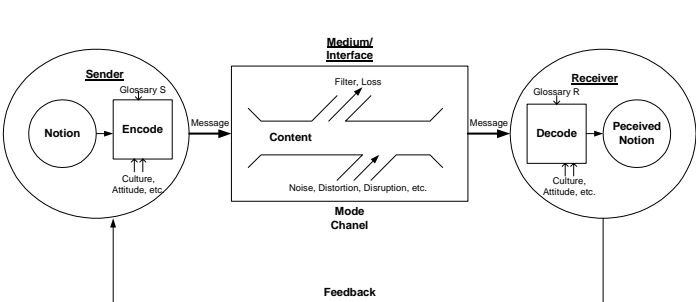 Medium/
Interface
Sender
Receiver
Glossary S
Filter, Loss
Glossary R
Message
Message
Notion
Encode
Content
Decode
Peceived
Notion
Culture,
Attitude, etc.
Noise, Distortion, Disruption, etc.
Culture,
Attitude, etc.
Mode
Chanel
Feedback